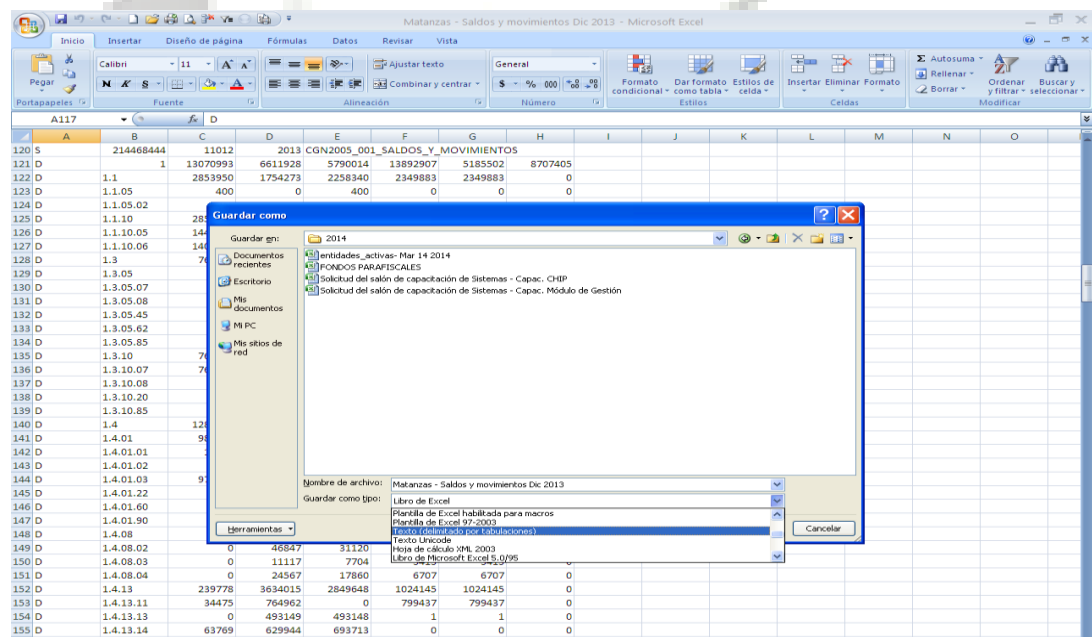 Matanzas - Saldos y movimientos Dic 2013 - Microsoft Excel
Inicio Insertar Diseño de página Fórmulas Datos Revisar Vista
Pegar
Calibri 11
Ajustar texto
Combinar y centrar
General
Formato condicional
Dar formato como tabla
Estilos de celda
Insertar Eliminar Formato
Autosuma
Rellenar
Borrar
Ordenar y filtrar
Buscar y seleccionar
Portapapeles Fuente Alineación Número Estilos Celdas Modificar
A117 fx D
A B C D E F G H I J K L M N O
120 S 214468444 11012 2013 CGN2005_001_SALDOS_Y_MOVIMIENTOS
121 D 1 13070993 6611928 5790014 13892907 5185502 8707405
122 D 1.1 2853950 1754273 2258340 2349883 2349883 0
123 D 1.1.05 400 0 400 0 0 0
124 D 1.1.05.02
125 D 1.1.10
126 D 1.1.10.05
127 D 1.1.10.06
128 D 1.3
129 D 1.3.05
130 D 1.3.05.07
131 D 1.3.05.08
132 D 1.3.05.45
133 D 1.3.05.62
134 D 1.3.05.85
135 D 1.3.10
136 D 1.3.10.07
137 D 1.3.10.08
138 D 1.3.10.20
139 D 1.3.10.85
140 D 1.4
141 D 1.4.01
142 D 1.4.01.01
143 D 1.4.01.02
144 D 1.4.01.03
145 D 1.4.01.22
146 D 1.4.01.60
147 D 1.4.01.90
148 D 1.4.08
149 D 1.4.08.02 0 46847 31120
150 D 1.4.08.03 0 11117 7704 3413 3413 0
151 D 1.4.08.04 0 24567 17860 6707 6707 0
152 D 1.4.13 239778 3634015 2849648 1024145 1024145 0
153 D 1.4.13.11 34475 764962 0 799437 799437 0
154 D 1.4.13.13 0 493149 493148 1 1 0
155 D 1.4.13.14 63769 629944 693713 0 0 0
Guardar como
Guardar en: 2014
Documentos recientes
Escritorio
Mis documentos
Mi PC
Mis sitios de red
entidades_activas- Mar 14 2014
FONDOS PARAFISCALES
Solicitud del salón de capacitación de Sistemas - Capac. CHIP
Solicitud del salón de capacitación de Sistemas - Capac. Módulo de Gestión
Nombre de archivo: Matanzas - Saldos y movimientos Dic 2013
Guardar como tipo: Libro de Excel
Plantilla de Excel habilitada para macros
Plantilla de Excel 97-2003
Texto (delimitado por tabulaciones)
Texto Unicode
Hoja de cálculo XML 2003
Libro de Microsoft Excel 5.0/95
Herramientas
Cancelar